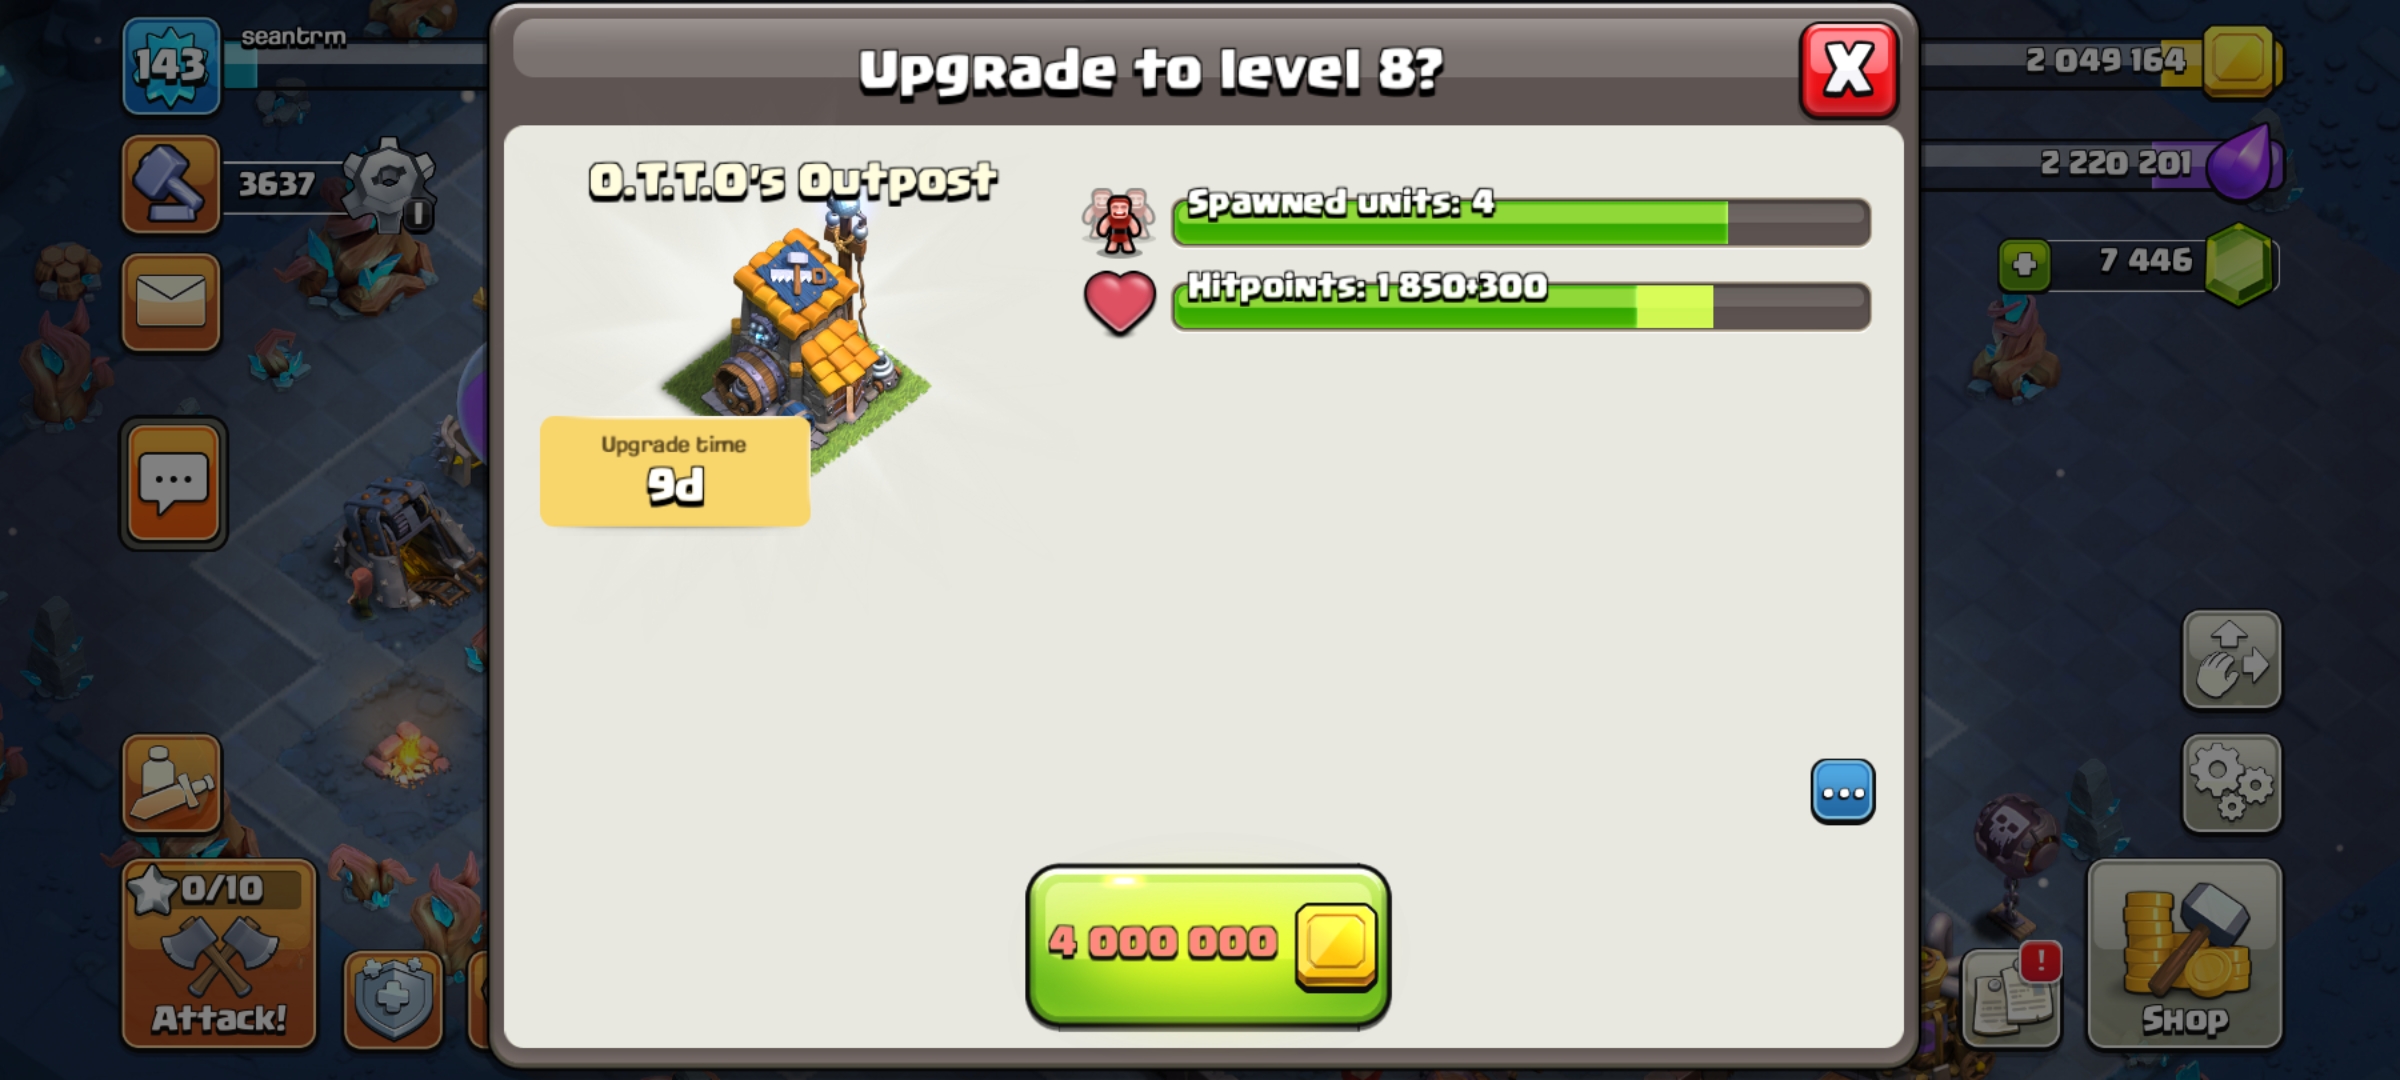 143
seantrm
3637
Upgrade to level 8?
X
2 049 164
2 220 201
7 446
O.T.T.O's Outpost
Spawned units: 4
Hitpoints: 1 850+300
Upgrade time
9d
4 000 000
0/10
Attack!
!
Shop